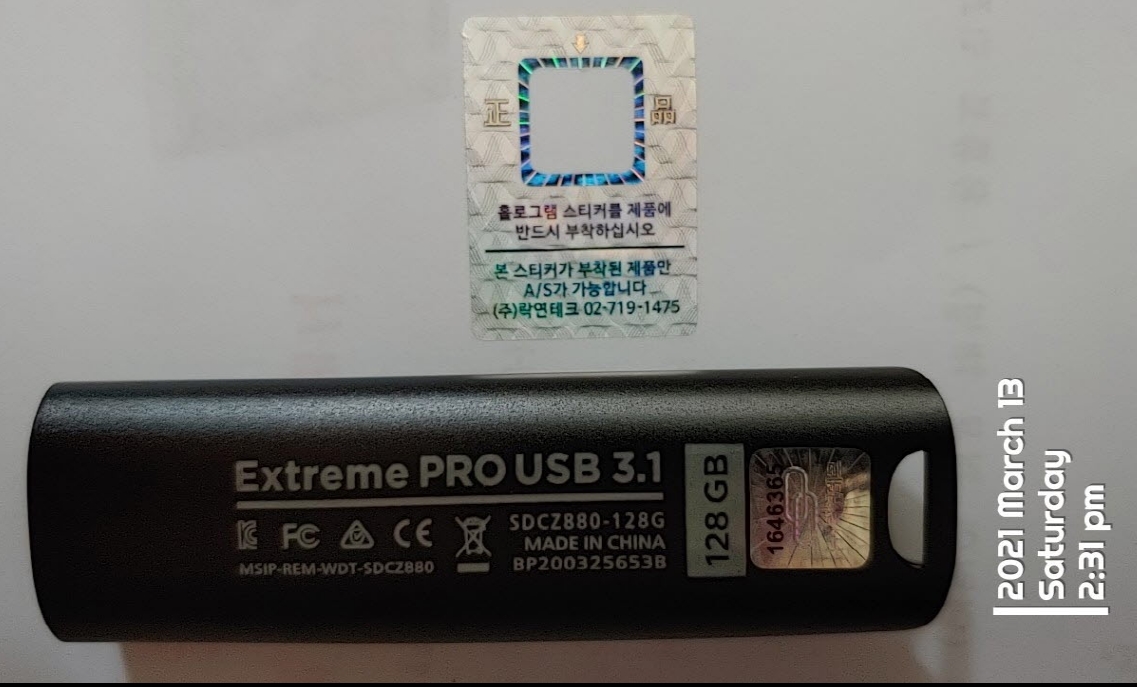 正 品
홀로그램 스티커를 제품에
반드시 부착하십시오
본 스티커가 부착된 제품만
A/S가 가능합니다
(주)락연테크 02-719-1475
Extreme PRO USB 3.1
FC CE
MSIP-REM-WDT-SDCZ880
SDCZ880-128G
MADE IN CHINA
BP200325653B
128 GB
1646365
2021 March 13
Saturday
2:31 pm